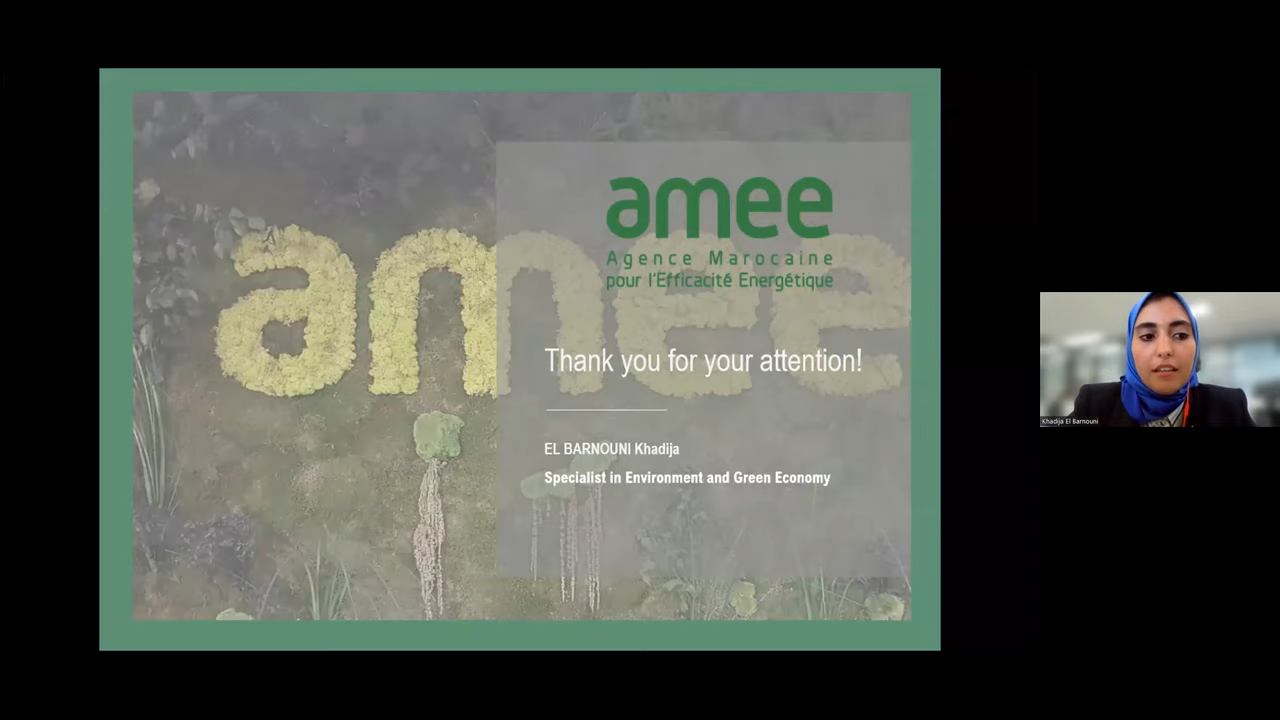 amee
amee
Agence Marocaine
pour l'Efficacité Energétique
Thank you for your attention!
EL BARNOUNI Khadija
Specialist in Environment and Green Economy
Khadija El Barnouni